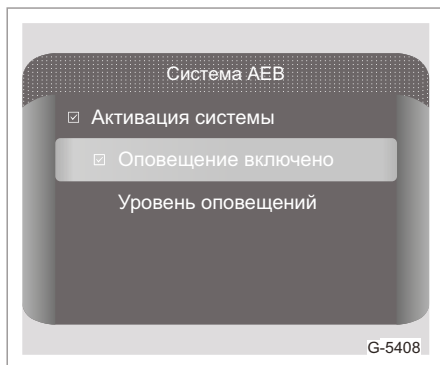 Система AEB
Активация системы
Оповещение включено
Уровень оповещений
G-5408